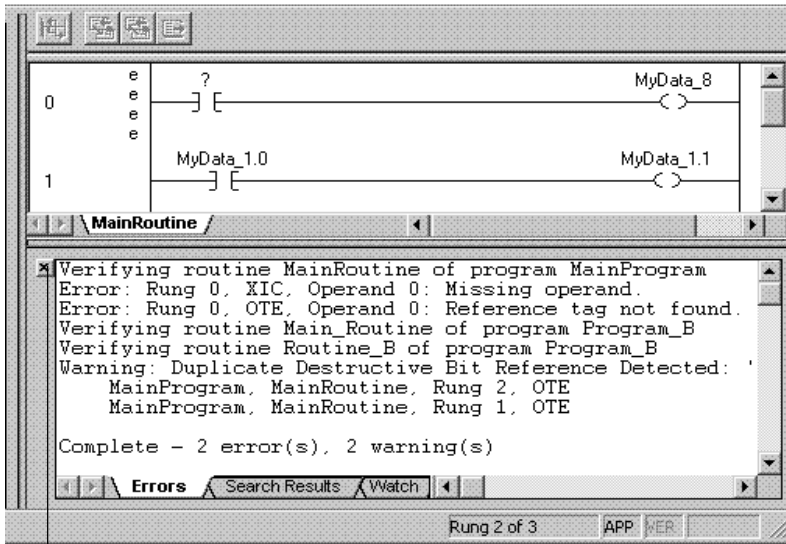 e
e
e
e
0
?
MyData_8
1
MyData_1.0
MyData_1.1
MainRoutine
Verifying routine MainRoutine of program MainProgram
Error: Rung 0, XIC, Operand 0: Missing operand.
Error: Rung 0, OTE, Operand 0: Reference tag not found.
Verifying routine Main_Routine of program Program_B
Verifying routine Routine_B of program Program_B
Warning: Duplicate Destructive Bit Reference Detected: '
MainProgram, MainRoutine, Rung 2, OTE
MainProgram, MainRoutine, Rung 1, OTE
Complete - 2 error(s), 2 warning(s)
Errors Search Results Watch
Rung 2 of 3 APP VER